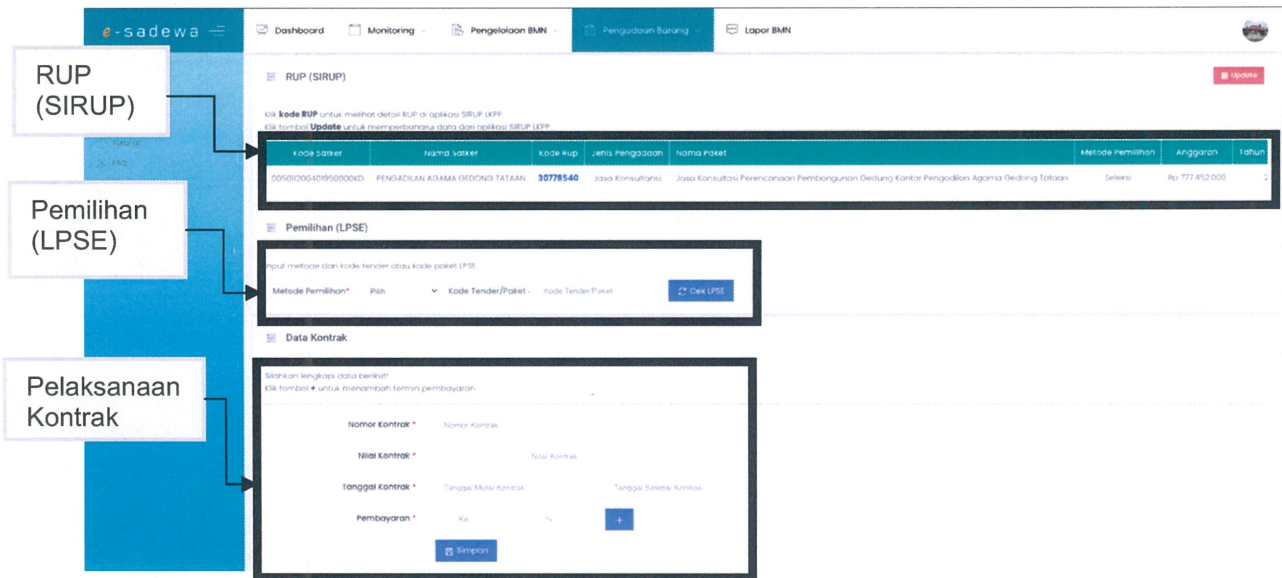 e-sadewa
Dashboard
Monitoring
Pengelolaan BMN
Pengadaan Barang
Lapor BMN
RUP (SIRUP)
Update
RUP
(SIRUP)
Klik kode RUP untuk melihat detail RUP di aplikasi SIRUP LKPP
Klik tombol Update untuk memperbaharui data dari aplikasi SIRUP LKPP
Kode Satker Nama Satker Kode Rup Jenis Pengadaan Nama Paket Metode Pemilihan Anggaran Tahun
005011200401950000KD PENGADILAN AGAMA GEDONG TATAAN 30778540 Jasa Konsultansi Jasa Konsultasi Perencanaan Pembangunan Gedung Kantor Pengadilan Agama Gedong Tataan Seleksi Rp 777.452.000 2
Pemilihan
(LPSE)
Pemilihan (LPSE)
Input metode dan kode tender atau kode paket LPSE
Metode Pemilihan* Pilih Kode Tender/Paket Kode Tender/Paket Cek LPSE
Data Kontrak
Pelaksanaan
Kontrak
Silahkan lengkapi data berikut!
Klik tombol + untuk menambah termin pembayaran
Nomor Kontrak * Nomor Kontrak
Nilai Kontrak * Nilai Kontrak
Tanggal Kontrak * Tanggal Mulai Kontrak Tanggal Selesai Kontrak
Pembayaran * Ke % +
Simpan